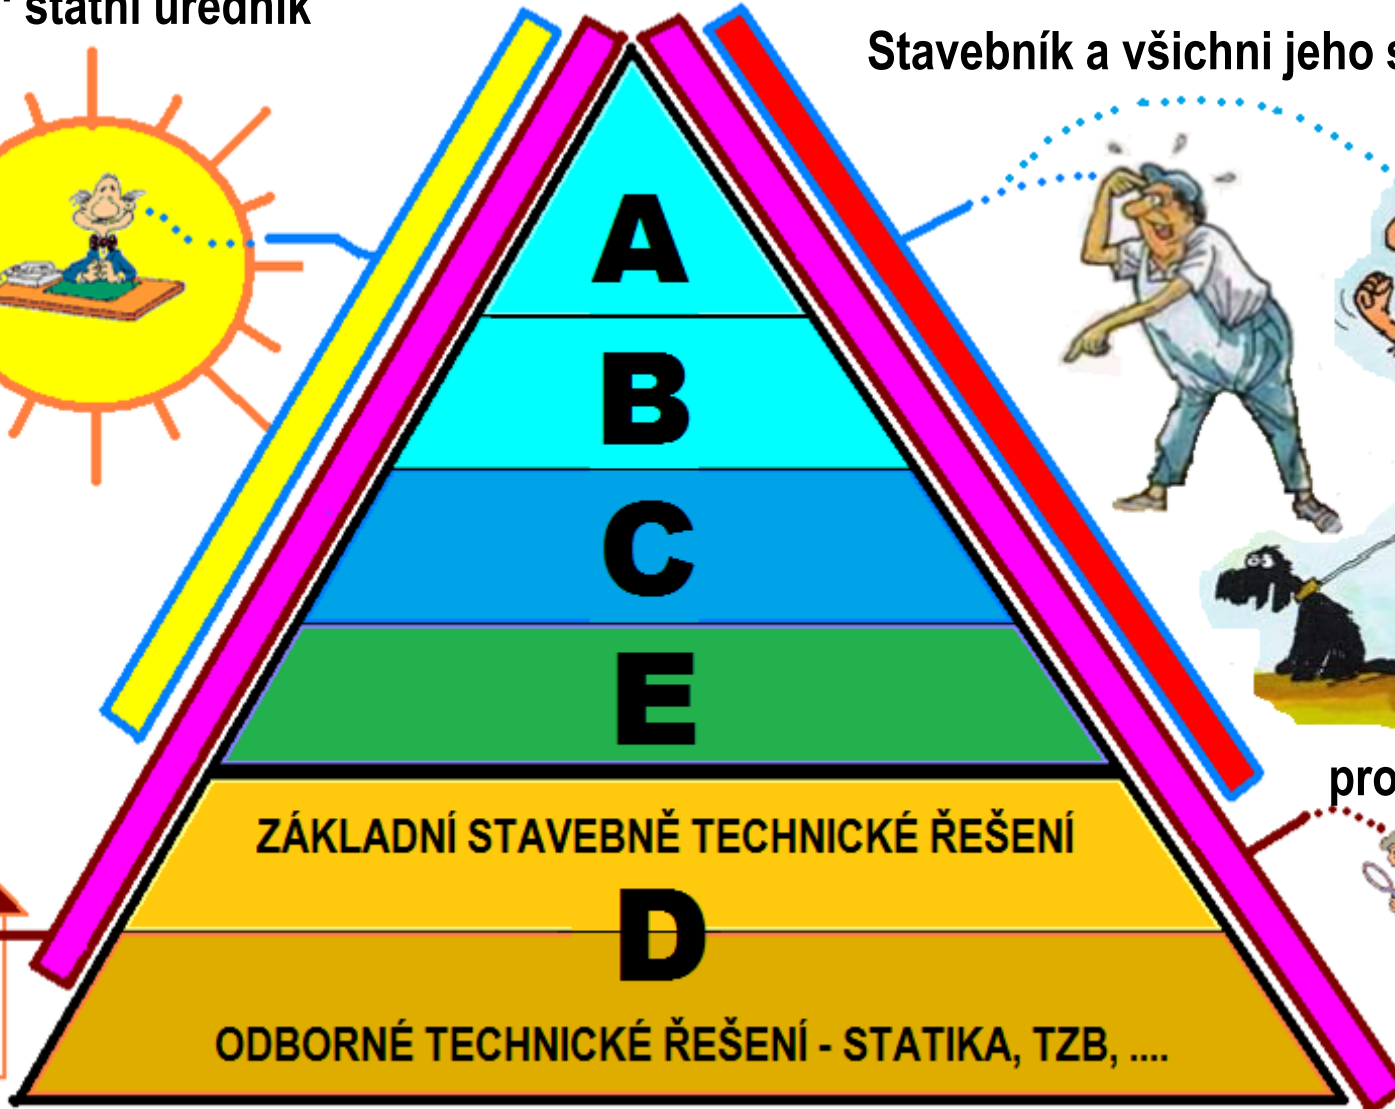 státní úředník
Stavebník a všichni jeho s
A
B
C
E
pro
ZÁKLADNÍ STAVEBNĚ TECHNICKÉ ŘEŠENÍ
D
ODBORNÉ TECHNICKÉ ŘEŠENÍ - STATIKA, TZB, ....